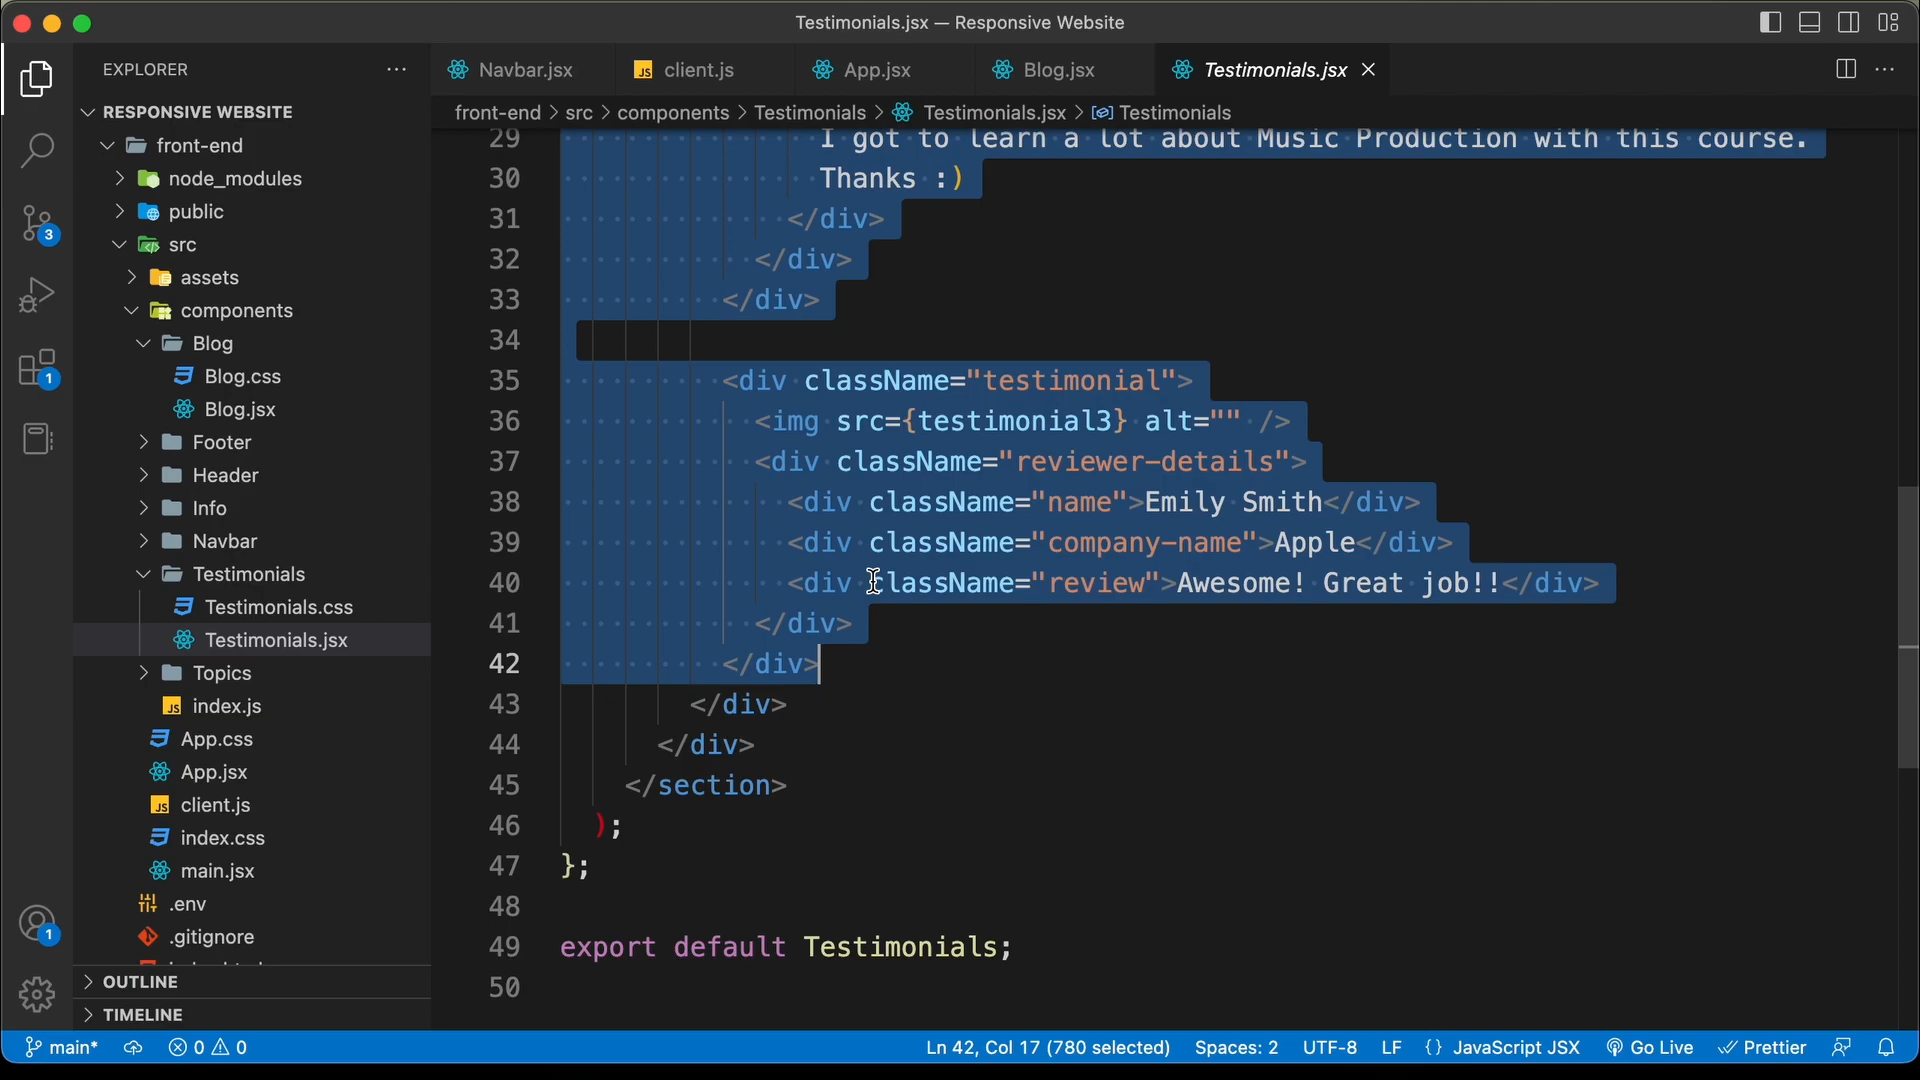 Testimonials.jsx — Responsive Website
EXPLORER
Navbar.jsx
client.js
App.jsx
Blog.jsx
Testimonials.jsx
RESPONSIVE WEBSITE
front-end > src > components > Testimonials > Testimonials.jsx > Testimonials
front-end
node_modules
public
src
assets
components
Blog
Blog.css
Blog.jsx
Footer
Header
Info
Navbar
Testimonials
Testimonials.css
Testimonials.jsx
Topics
index.js
App.css
App.jsx
client.js
index.css
main.jsx
.env
.gitignore
OUTLINE
TIMELINE
3
1
1
29 I got to learn a lot about Music Production with this course.
30 Thanks :)
31 </div>
32 </div>
33 </div>
34
35 <div className="testimonial">
36 <img src={testimonial3} alt="" />
37 <div className="reviewer-details">
38 <div className="name">Emily Smith</div>
39 <div className="company-name">Apple</div>
40 <div className="review">Awesome! Great job!!</div>
41 </div>
42 </div>
43 </div>
44 </div>
45 </section>
46 );
47 };
48
49 export default Testimonials;
50
main* 0 0 Ln 42, Col 17 (780 selected) Spaces: 2 UTF-8 LF {} JavaScript JSX Go Live Prettier